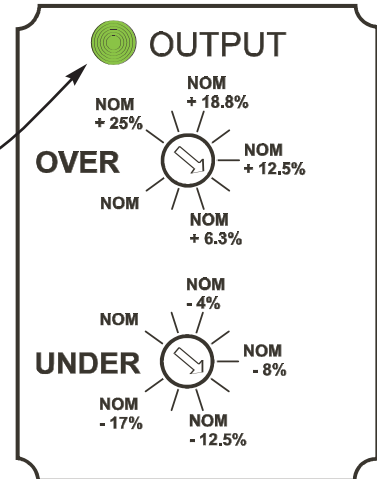 OUTPUT
NOM
+ 18.8%
NOM
+ 25%
OVER
NOM
+ 12.5%
NOM
NOM
+ 6.3%
NOM
- 4%
NOM
UNDER
NOM
- 8%
NOM
- 17%
NOM
- 12.5%